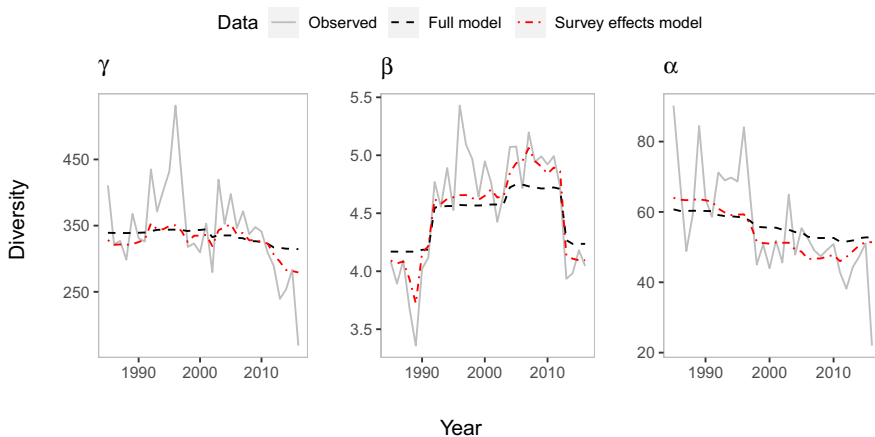 Data Observed Full model Survey effects model
γ β α
Diversity
450
350
250
1990 2000 2010
5.5
5.0
4.5
4.0
3.5
1990 2000 2010
80
60
40
20
1990 2000 2010
Year